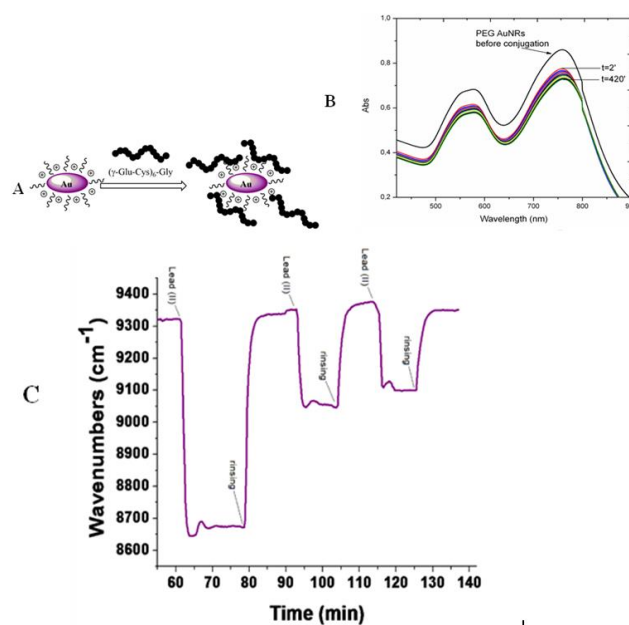 A
Au
(γ-Glu-Cys)6-Gly
Au
B
Abs
1,0
0,8
0,6
0,4
0,2
PEG AuNRs
before conjugation
t=2'
t=420'
500
600
700
800
Wavelength (nm)
C
Wavenumbers (cm⁻¹)
9400
9300
9200
9100
9000
8900
8800
8700
8600
Lead (II)
rinsing
Lead (II)
rinsing
Lead (II)
rinsing
60
70
80
90
100
110
120
130
140
Time (min)